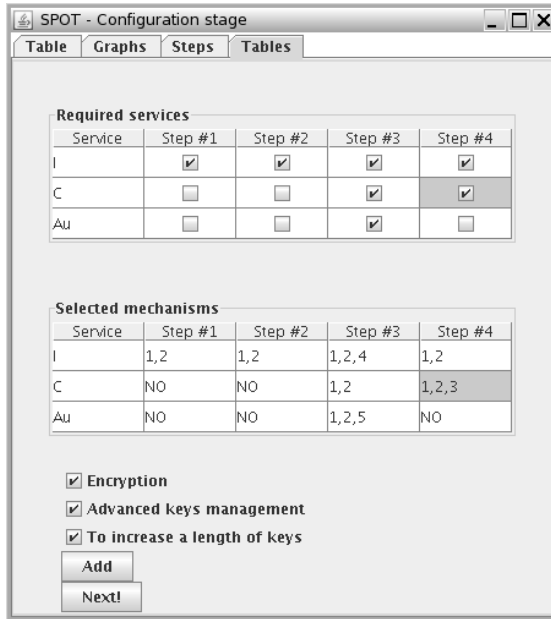 SPOT - Configuration stage
Table Graphs Steps Tables
Required services
Service Step #1 Step #2 Step #3 Step #4
I
C
Au
Selected mechanisms
Service Step #1 Step #2 Step #3 Step #4
I 1,2 1,2 1,2,4 1,2
C NO NO 1,2 1,2,3
Au NO NO 1,2,5 NO
Encryption
Advanced keys management
To increase a length of keys
Add
Next!